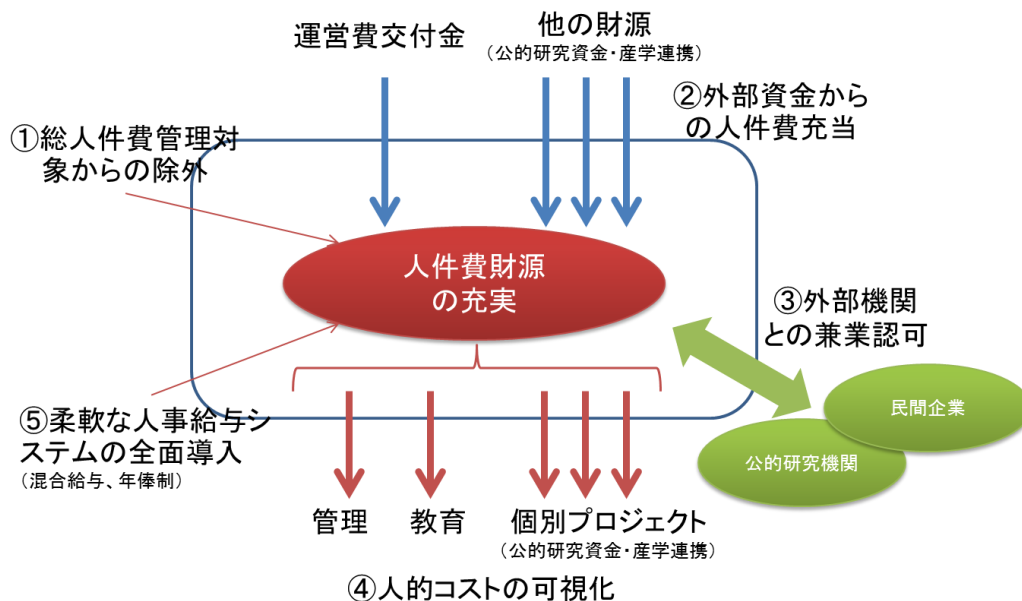 運営費交付金
他の財源
（公的研究資金・産学連携）
①総人件費管理対
象からの除外
②外部資金から
の人件費充当
人件費財源
の充実
③外部機関
との兼業認可
民間企業
公的研究機関
⑤柔軟な人事給与シ
ステムの全面導入
（混合給与、年俸制）
管理
教育
個別プロジェクト
（公的研究資金・産学連携）
④人的コストの可視化